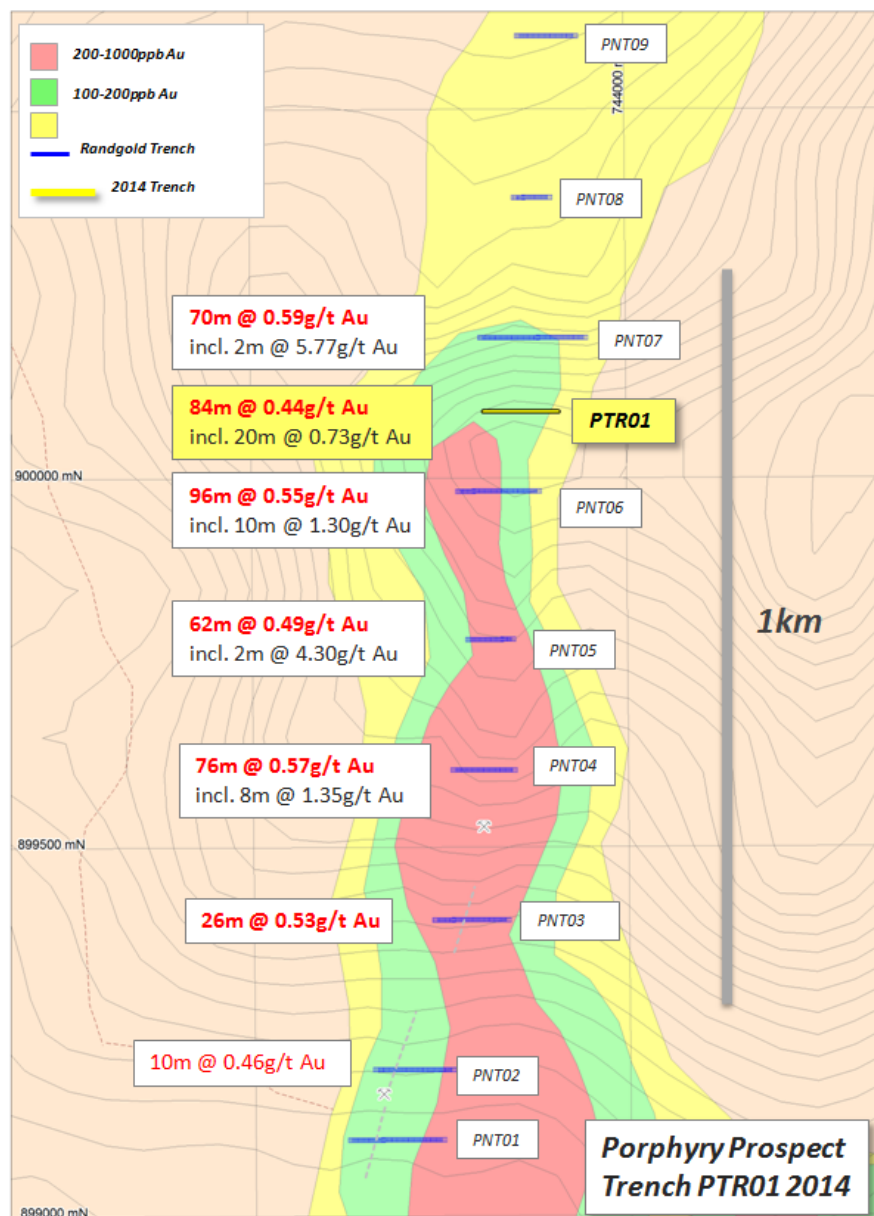 200-1000ppb Au
100-200ppb Au
Randgold Trench
2014 Trench
PNT09
744000 m
PNT08
70m @ 0.59g/t Au
incl. 2m @ 5.77g/t Au
PNT07
84m @ 0.44g/t Au
incl. 20m @ 0.73g/t Au
PTR01
900000 mN
96m @ 0.55g/t Au
incl. 10m @ 1.30g/t Au
PNT06
62m @ 0.49g/t Au
incl. 2m @ 4.30g/t Au
PNT05
1km
76m @ 0.57g/t Au
incl. 8m @ 1.35g/t Au
PNT04
899500 mN
26m @ 0.53g/t Au
PNT03
10m @ 0.46g/t Au
PNT02
PNT01
Porphyry Prospect
Trench PTR01 2014
899000 mN